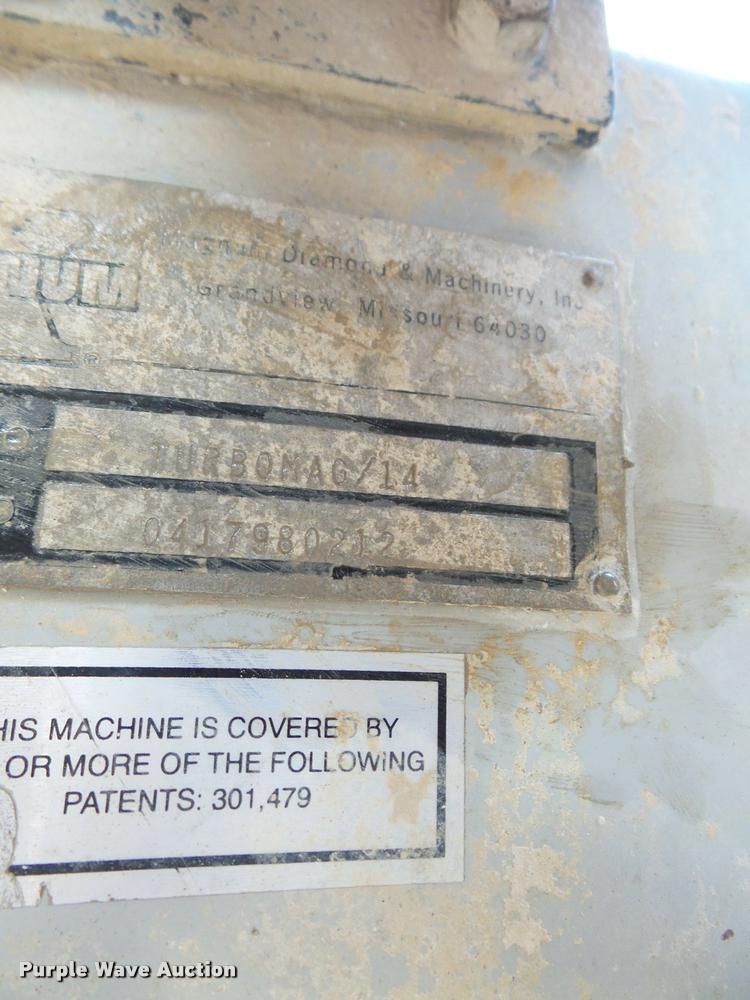 NUM
Diamond & Machinery, Inc
Grandview, Missouri 64030
®
TURBOMAG/14
0417980212
HIS MACHINE IS COVERED BY
OR MORE OF THE FOLLOWING
PATENTS: 301,479
Purple Wave Auction